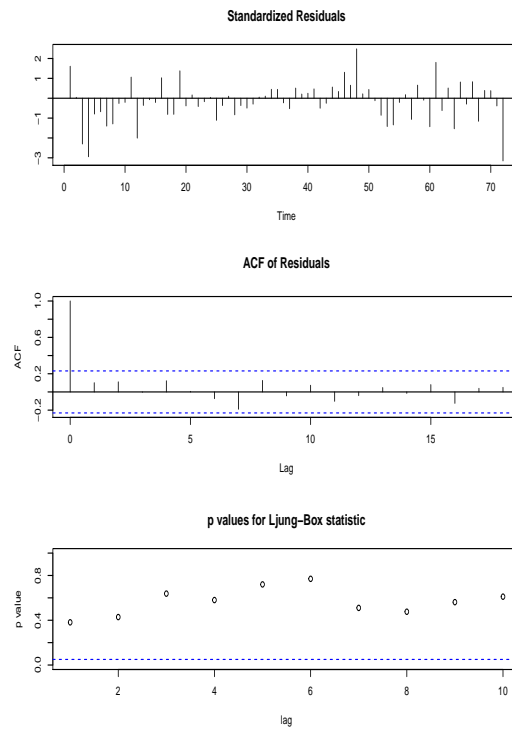 Standardized Residuals
2
1
−1
−3
0 10 20 30 40 50 60 70
Time
ACF of Residuals
ACF
1.0
0.6
0.2
−0.2
0 5 10 15
Lag
p values for Ljung−Box statistic
p value
0.8
0.4
0.0
2 4 6 8 10
lag